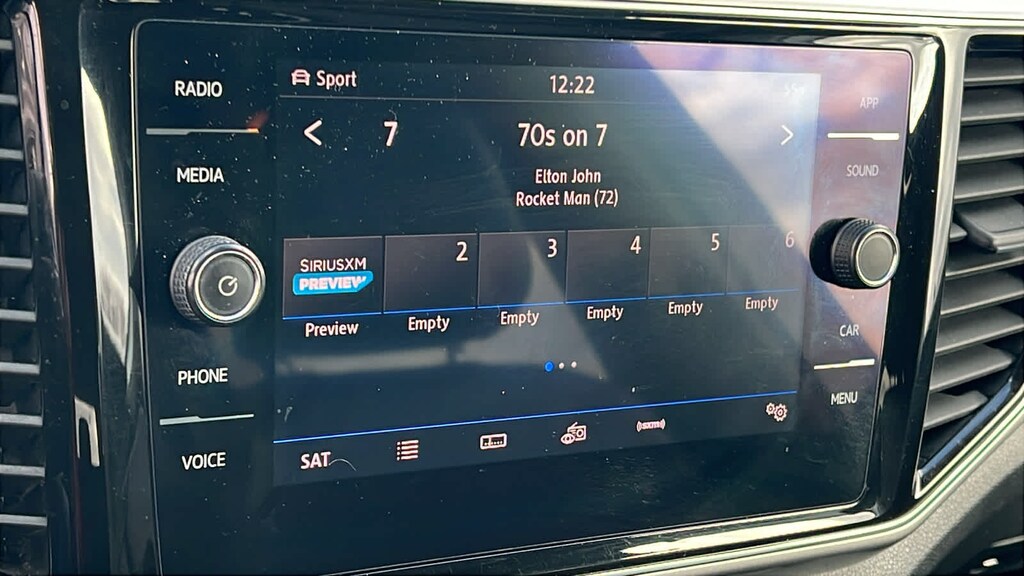 RADIO
MEDIA
PHONE
VOICE
Sport
12:22
7
70s on 7
Elton John
Rocket Man (72)
SIRIUSXM
PREVIEW
2
3
4
5
6
Preview
Empty
Empty
Empty
Empty
Empty
SAT
((SXM))
APP
SOUND
CAR
MENU